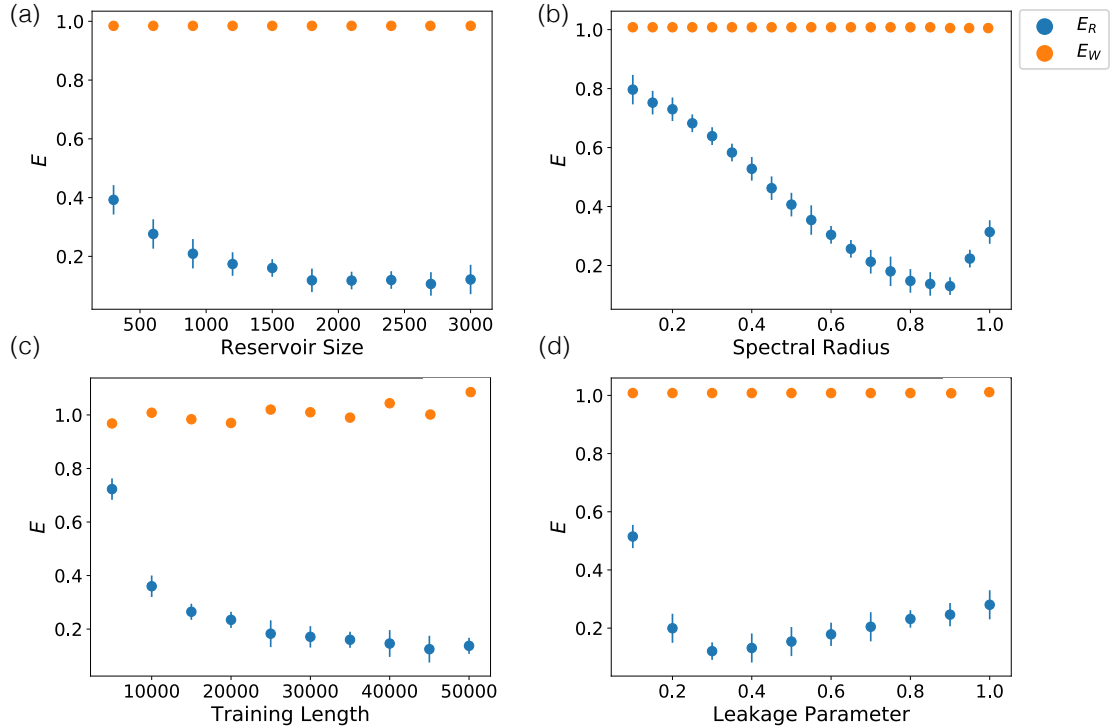 (a)
1.0
0.8
0.6
0.4
0.2
E
500 1000 1500 2000 2500 3000
Reservoir Size
(b)
1.0
0.8
0.6
0.4
0.2
E
0.2 0.4 0.6 0.8 1.0
Spectral Radius
E_R
E_W
(c)
1.0
0.8
0.6
0.4
0.2
E
10000 20000 30000 40000 50000
Training Length
(d)
1.0
0.8
0.6
0.4
0.2
E
0.2 0.4 0.6 0.8 1.0
Leakage Parameter